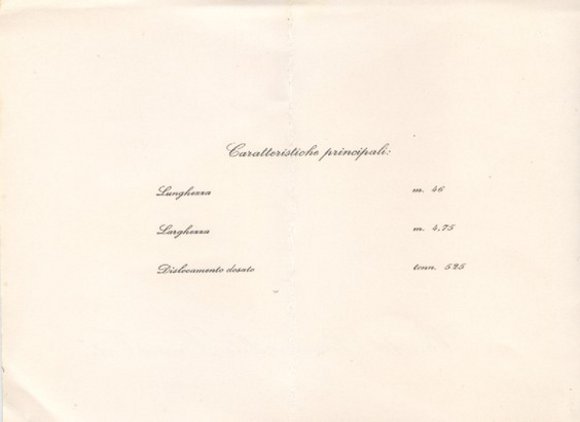 Caratteristiche principali:
Lunghezza m. 46
Larghezza m. 4,75
Dislocamento dosato tonn. 525